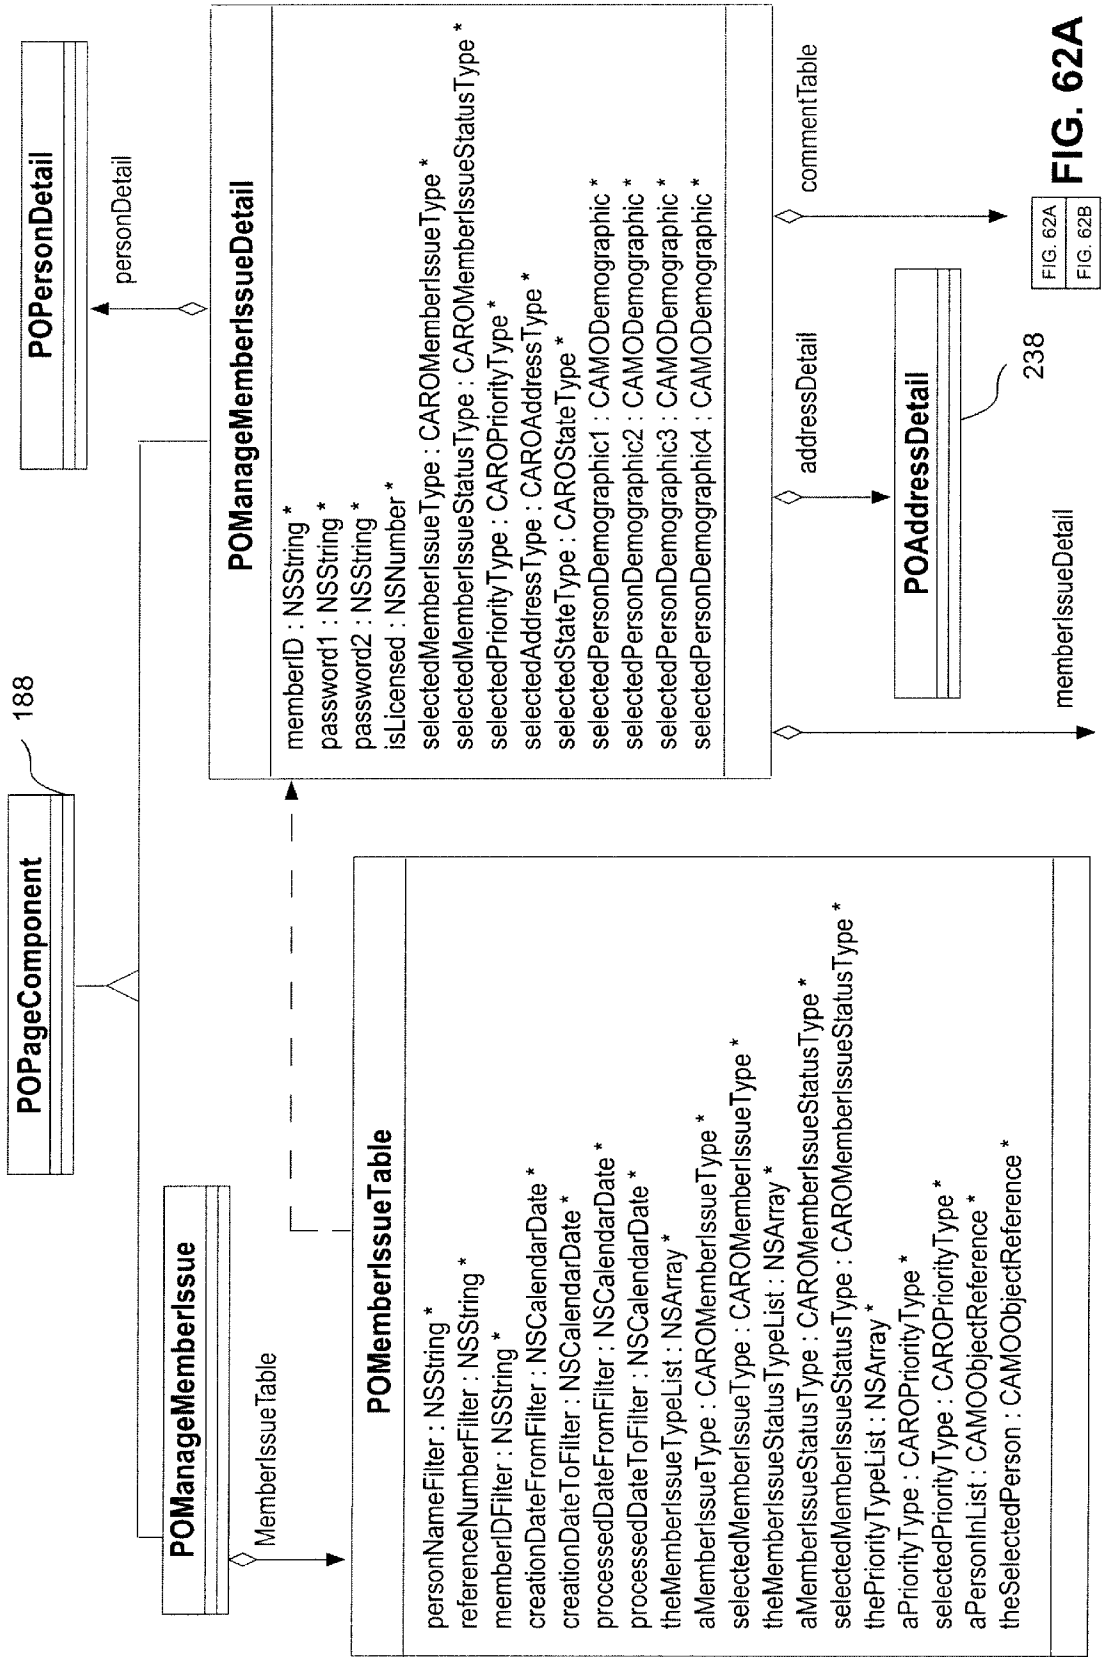 POPageComponent
188
POManageMemberIssue
MemberIssueTable
POPersonDetail
personDetail
POManageMemberIssueDetail
memberID : NSString *
password1 : NSString *
password2 : NSString *
isLicensed : NSNumber *
selectedMemberIssueType : CAROMemberIssueType *
selectedMemberIssueStatusType : CAROMemberIssueStatusType *
selectedPriorityType : CAROPriorityType *
selectedAddressType : CAROAddressType *
selectedStateType : CAROStateType *
selectedPersonDemographic1 : CAMODemographic *
selectedPersonDemographic2 : CAMODemographic *
selectedPersonDemographic3 : CAMODemographic *
selectedPersonDemographic4 : CAMODemographic *
POMemberIssueTable
personNameFilter : NSString *
referenceNumberFilter : NSString *
memberIDFilter : NSString *
creationDateFromFilter : NSCalendarDate *
creationDateToFilter : NSCalendarDate *
processedDateFromFilter : NSCalendarDate *
processedDateToFilter : NSCalendarDate *
theMemberIssueTypeList : NSArray *
aMemberIssueType : CAROMemberIssueType *
selectedMemberIssueType : CAROMemberIssueType *
theMemberIssueStatusTypeList : NSArray *
aMemberIssueStatusType : CAROMemberIssueStatusType *
selectedMemberIssueStatusType : CAROMemberIssueStatusType *
thePriorityTypeList : NSArray *
aPriorityType : CAROPriorityType *
selectedPriorityType : CAROPriorityType *
aPersonInList : CAMOObjectReference *
theSelectedPerson : CAMOObjectReference *
memberIssueDetail
addressDetail
commentTable
POAddressDetail
238
FIG. 62A
FIG. 62B
FIG. 62A